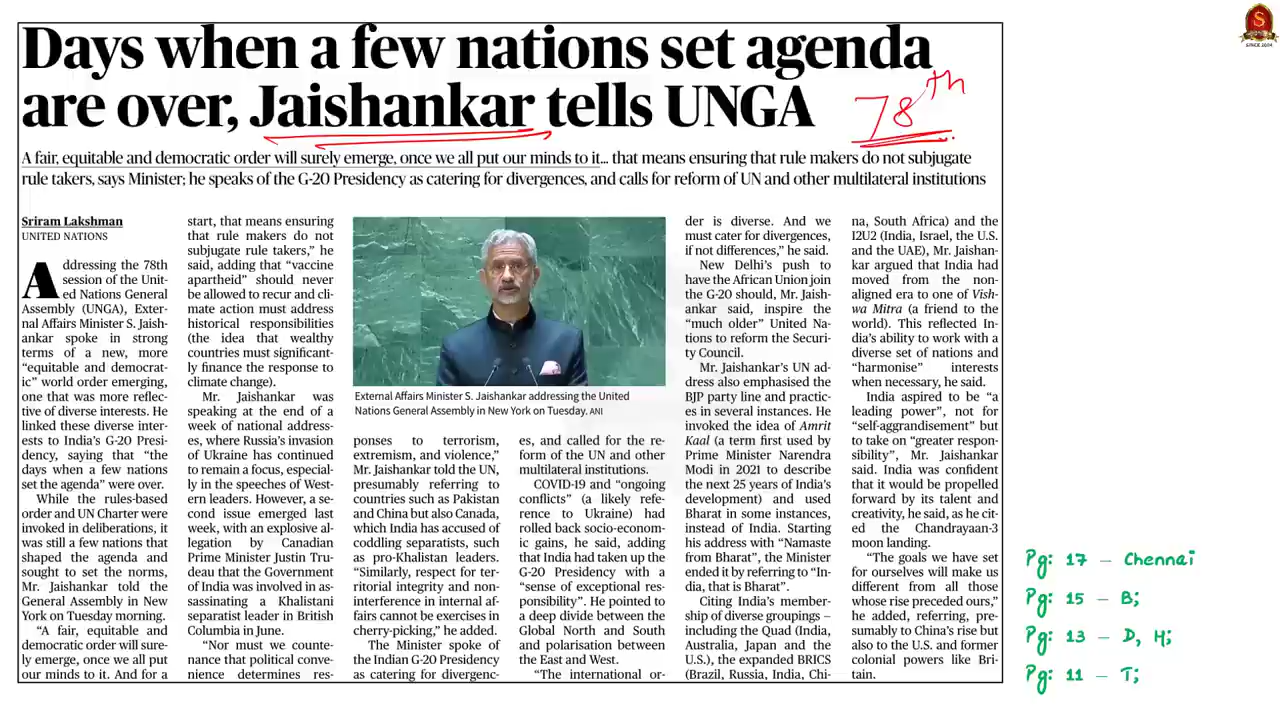 Days when a few nations set agenda
are over, Jaishankar tells UNGA
78th
A fair, equitable and democratic order will surely emerge, once we all put our minds to it... that means ensuring that rule makers do not subjugate
rule takers, says Minister; he speaks of the G-20 Presidency as catering for divergences, and calls for reform of UN and other multilateral institutions
Sriram Lakshman
UNITED NATIONS
Addressing the 78th
session of the Unit-
ed Nations General
Assembly (UNGA), Exter-
nal Affairs Minister S. Jaish-
ankar spoke in strong
terms of a new, more
“equitable and democrat-
ic” world order emerging,
one that was more reflec-
tive of diverse interests. He
linked these diverse inter-
ests to India’s G-20 Presi-
dency, saying that “the
days when a few nations
set the agenda” were over.
While the rules-based
order and UN Charter were
invoked in deliberations, it
was still a few nations that
shaped the agenda and
sought to set the norms,
Mr. Jaishankar told the
General Assembly in New
York on Tuesday morning.
“A fair, equitable and
democratic order will sure-
ly emerge, once we all put
our minds to it. And for a
start, that means ensuring
that rule makers do not
subjugate rule takers,” he
said, adding that “vaccine
apartheid” should never
be allowed to recur and cli-
mate action must address
historical responsibilities
(the idea that wealthy
countries must significant-
ly finance the response to
climate change).
Mr. Jaishankar was
speaking at the end of a
week of national address-
es, where Russia’s invasion
of Ukraine has continued
to remain a focus, especial-
ly in the speeches of West-
ern leaders. However, a se-
cond issue emerged last
week, with an explosive al-
legation by Canadian
Prime Minister Justin Tru-
deau that the Government
of India was involved in as-
sassinating a Khalistani
separatist leader in British
Columbia in June.
“Nor must we counte-
nance that political conve-
nience determines res-
External Affairs Minister S. Jaishankar addressing the United
Nations General Assembly in New York on Tuesday. ANI
ponses to terrorism,
extremism, and violence,”
Mr. Jaishankar told the UN,
presumably referring to
countries such as Pakistan
and China but also Canada,
which India has accused of
coddling separatists, such
as pro-Khalistan leaders.
“Similarly, respect for ter-
ritorial integrity and non-
interference in internal af-
fairs cannot be exercises in
cherry-picking,” he added.
The Minister spoke of
the Indian G-20 Presidency
as catering for divergenc-
es, and called for the re-
form of the UN and other
multilateral institutions.
COVID-19 and “ongoing
conflicts” (a likely refe-
rence to Ukraine) had
rolled back socio-econom-
ic gains, he said, adding
that India had taken up the
G-20 Presidency with a
“sense of exceptional res-
ponsibility”. He pointed to
a deep divide between the
Global North and South
and polarisation between
the East and West.
“The international or-
der is diverse. And we
must cater for divergences,
if not differences,” he said.
New Delhi’s push to
have the African Union join
the G-20 should, Mr. Jaish-
ankar said, inspire the
“much older” United Na-
tions to reform the Securi-
ty Council.
Mr. Jaishankar’s UN ad-
dress also emphasised the
BJP party line and practic-
es in several instances. He
invoked the idea of Amrit
Kaal (a term first used by
Prime Minister Narendra
Modi in 2021 to describe
the next 25 years of India’s
development) and used
Bharat in some instances,
instead of India. Starting
his address with “Namaste
from Bharat”, the Minister
ended it by referring to “In-
dia, that is Bharat”.
Citing India’s member-
ship of diverse groupings –
including the Quad (India,
Australia, Japan and the
U.S.), the expanded BRICS
(Brazil, Russia, India, Chi-
na, South Africa) and the
I2U2 (India, Israel, the U.S.
and the UAE), Mr. Jaishan-
kar argued that India had
moved from the non-
aligned era to one of Vish-
wa Mitra (a friend to the
world). This reflected In-
dia’s ability to work with a
diverse set of nations and
“harmonise” interests
when necessary, he said.
India aspired to be “a
leading power”, not for
“self-aggrandisement” but
to take on “greater respon-
sibility”, Mr. Jaishankar
said. India was confident
that it would be propelled
forward by its talent and
creativity, he said, as he cit-
ed the Chandrayaan-3
moon landing.
“The goals we have set
for ourselves will make us
different from all those
whose rise preceded ours,”
he added, referring, pre-
sumably to China’s rise but
also to the U.S. and former
colonial powers like Bri-
tain.
Pg: 17 – Chennai
Pg: 15 – B;
Pg: 13 – D, H;
Pg: 11 – T;
S
SINCE 2004